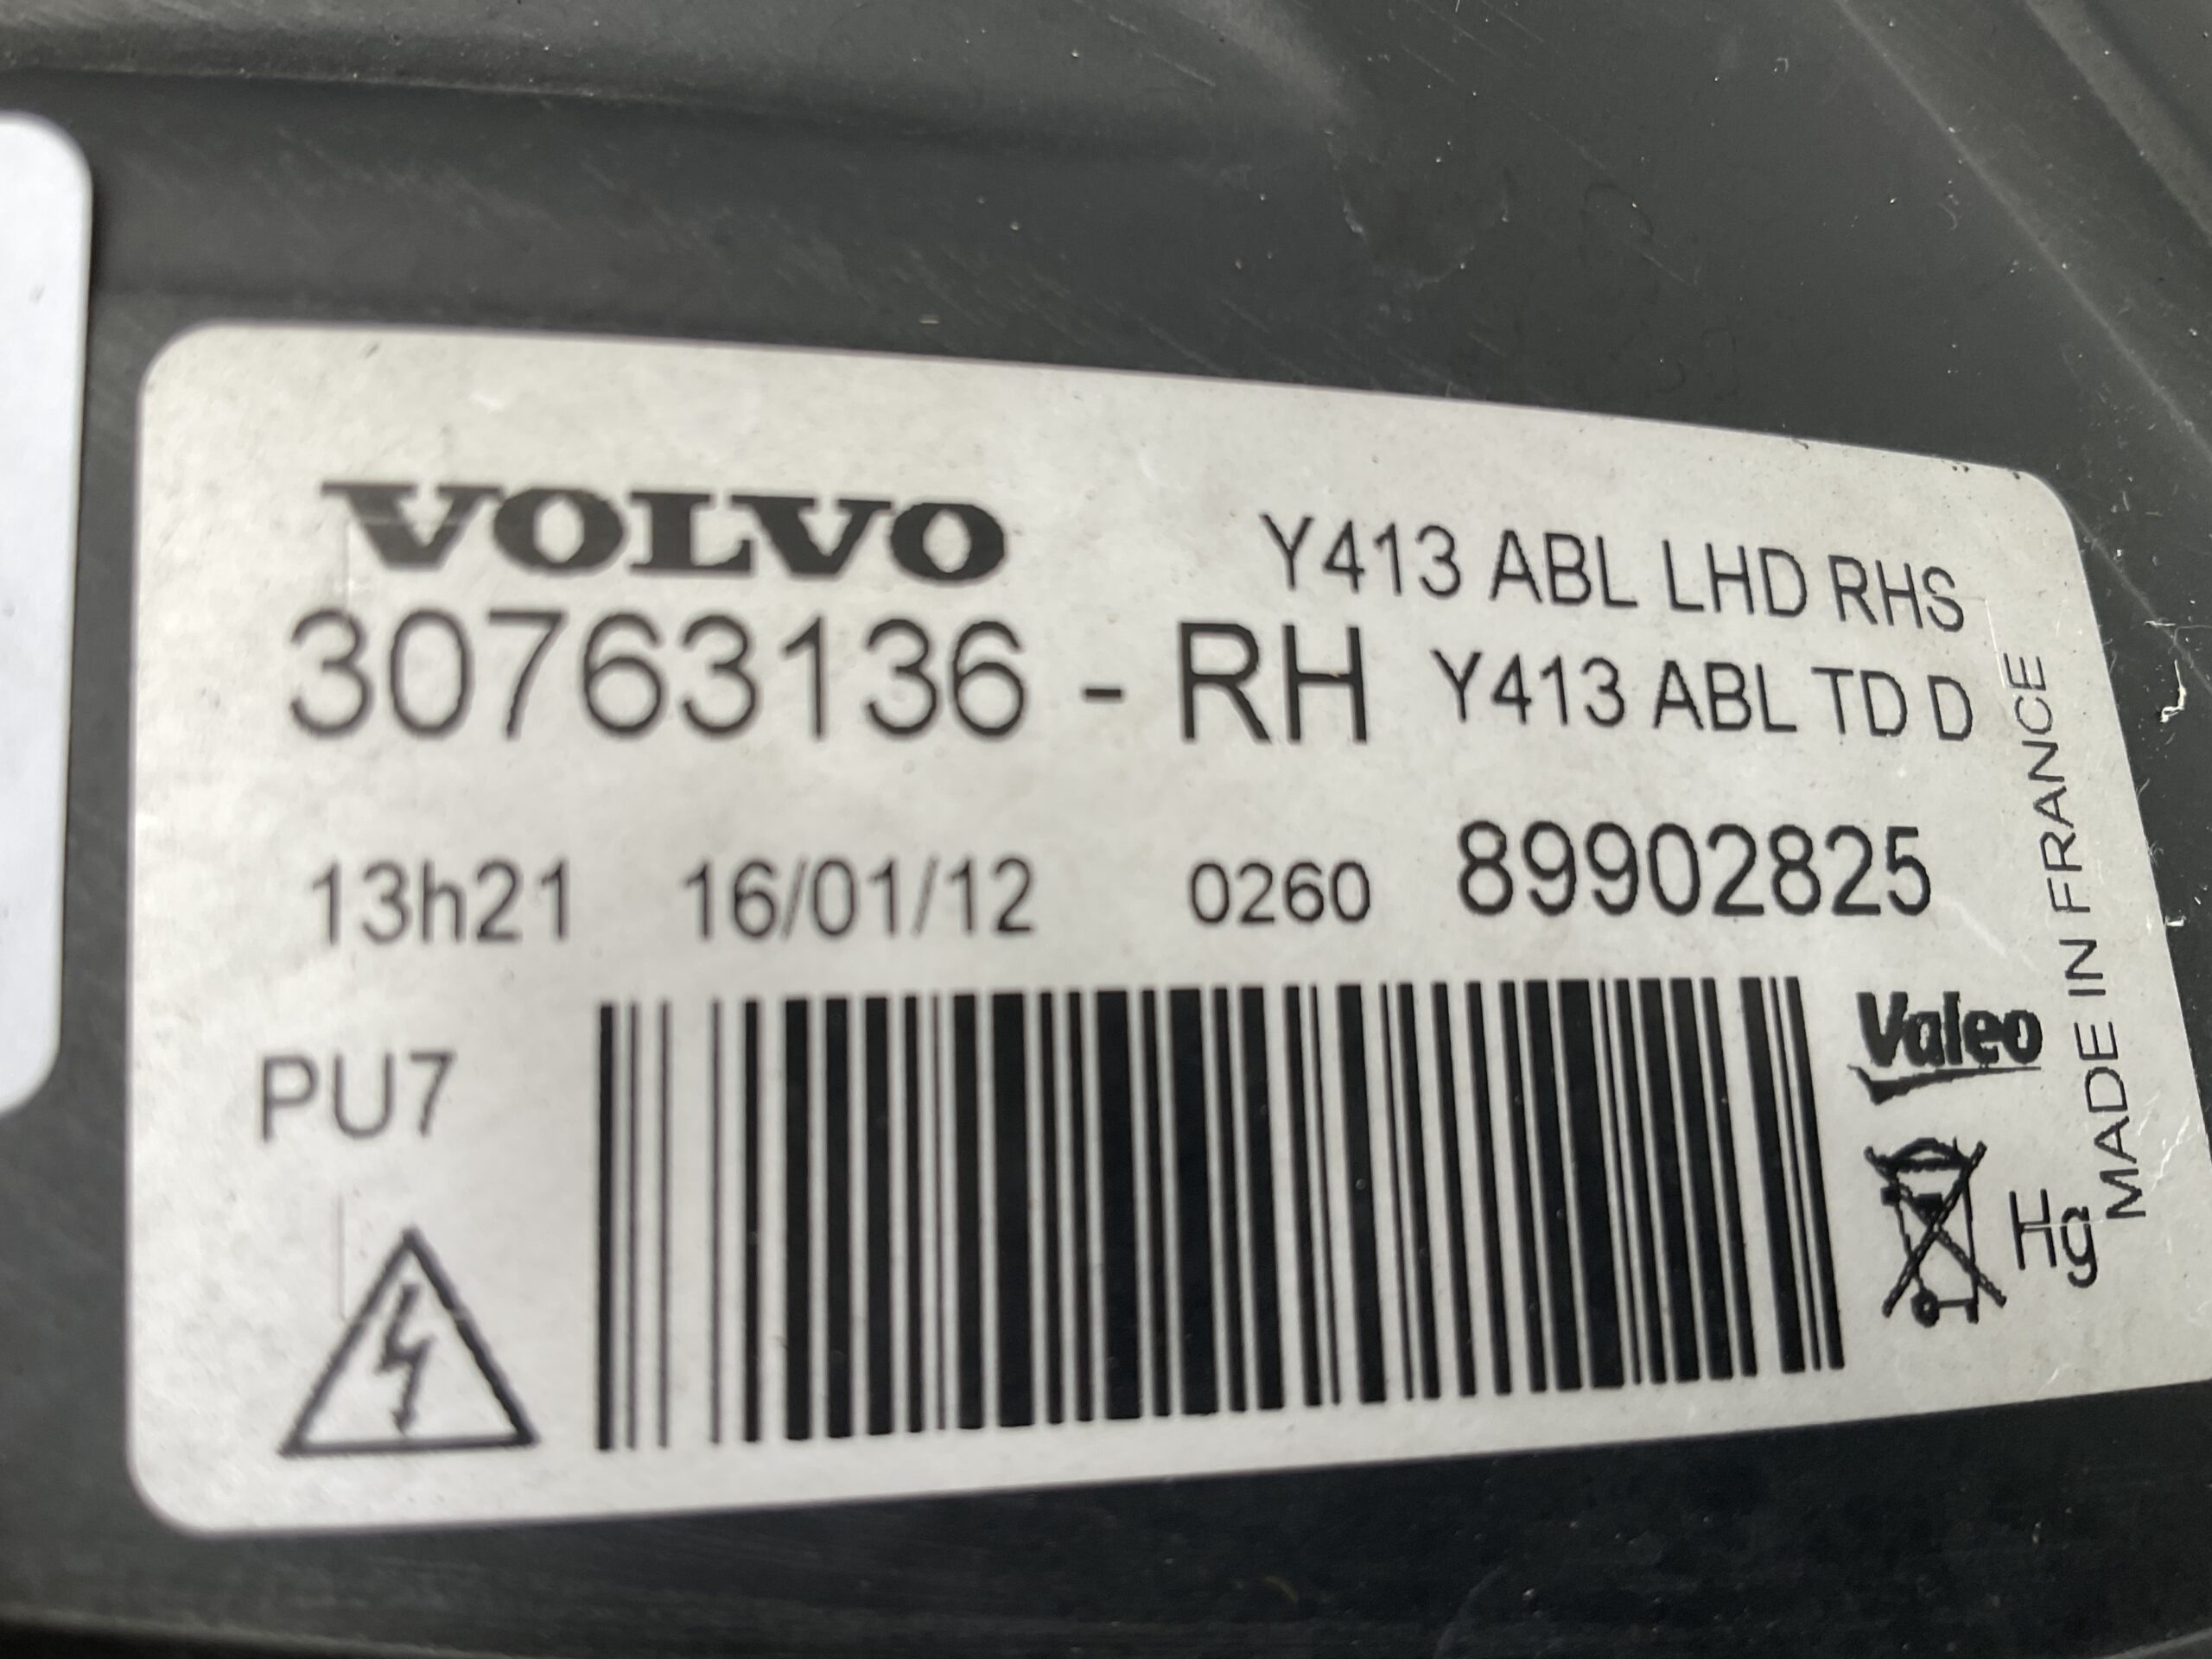 VOLVO
Y413 ABL LHD RHS
30763136 - RH
Y413 ABL TD D
13h21 16/01/12 0260 89902825
PU7
Valeo
Hg
MADE IN FRANCE